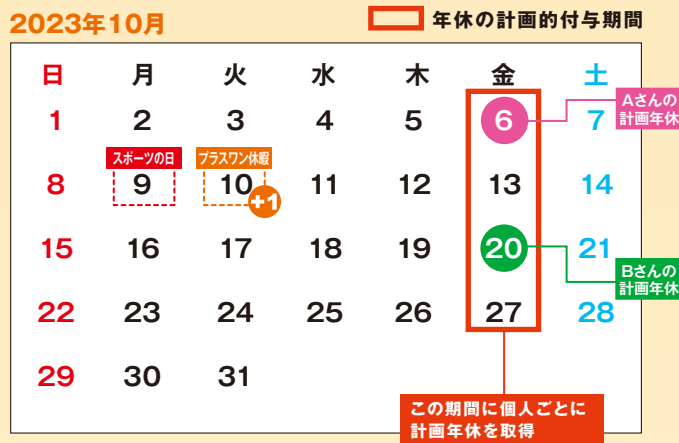 2023年10月
年休の計画的付与期間
日 月 火 水 木 金 土
1 2 3 4 5 6 7
Aさんの
計画年休
スポーツの日 プラスワン休暇
8 9 10 11 12 13 14
+1
15 16 17 18 19 20 21
Bさんの
計画年休
22 23 24 25 26 27 28
29 30 31
この期間に個人ごとに
計画年休を取得